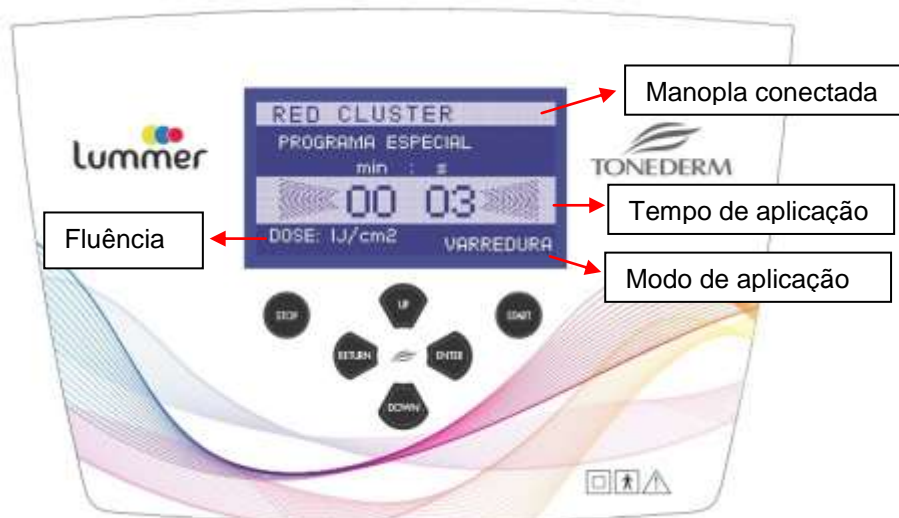 RED CLUSTER
PROGRAMA ESPECIAL
min : s
00 03
DOSE: 1J/cm2
VARREDURA
Lummer
TONEDERM
Manopla conectada
Tempo de aplicação
Fluência
Modo de aplicação
STOP
UP
START
RETURN
ENTER
DOWN